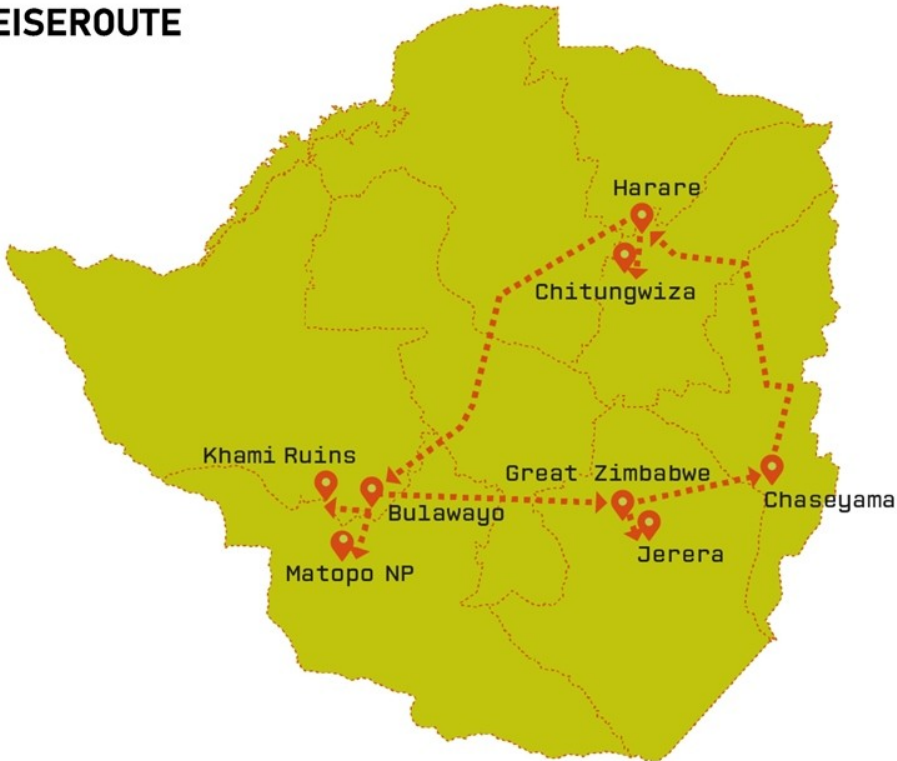 EISEROUTE
Harare
Chitungwiza
Khami Ruins
Great Zimbabwe
Bulawayo
Chaseyama
Jerera
Matopo NP